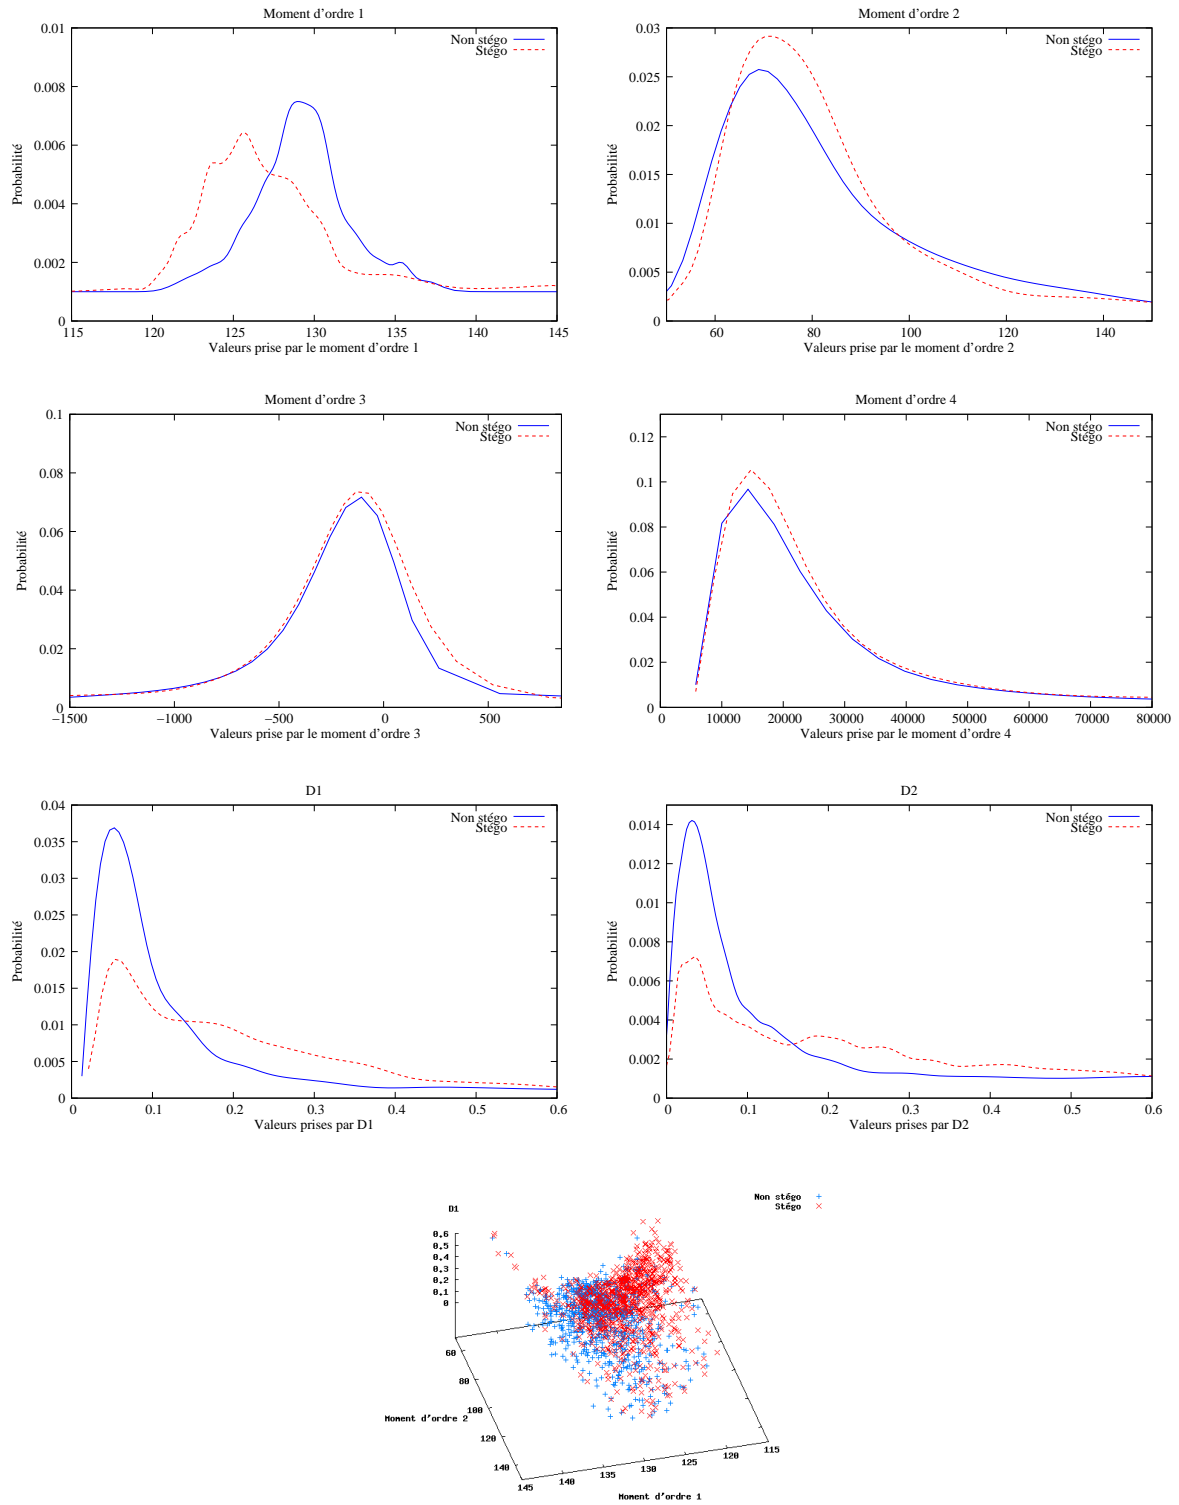 Moment d'ordre 1
Non stégo
Stégo
Probabilité
0.01
0.008
0.006
0.004
0.002
0
115 120 125 130 135 140 145
Valeurs prise par le moment d'ordre 1
Moment d'ordre 2
Non stégo
Stégo
Probabilité
0.03
0.025
0.02
0.015
0.01
0.005
0
60 80 100 120 140
Valeurs prise par le moment d'ordre 2
Moment d'ordre 3
Non stégo
Stégo
Probabilité
0.1
0.08
0.06
0.04
0.02
0
−1500 −1000 −500 0 500
Valeurs prise par le moment d'ordre 3
Moment d'ordre 4
Non stégo
Stégo
Probabilité
0.12
0.1
0.08
0.06
0.04
0.02
0
0 10000 20000 30000 40000 50000 60000 70000 80000
Valeurs prise par le moment d'ordre 4
D1
Non stégo
Stégo
Probabilité
0.04
0.035
0.03
0.025
0.02
0.015
0.01
0.005
0
0 0.1 0.2 0.3 0.4 0.5 0.6
Valeurs prises par D1
D2
Non stégo
Stégo
Probabilité
0.014
0.012
0.01
0.008
0.006
0.004
0.002
0
0 0.1 0.2 0.3 0.4 0.5 0.6
Valeurs prises par D2
Non stégo
Stégo
D1
0.6
0.5
0.4
0.3
0.2
0.1
0
60
80
100
120
140
Moment d'ordre 2
145 140 135 130 125 120 115
Moment d'ordre 1